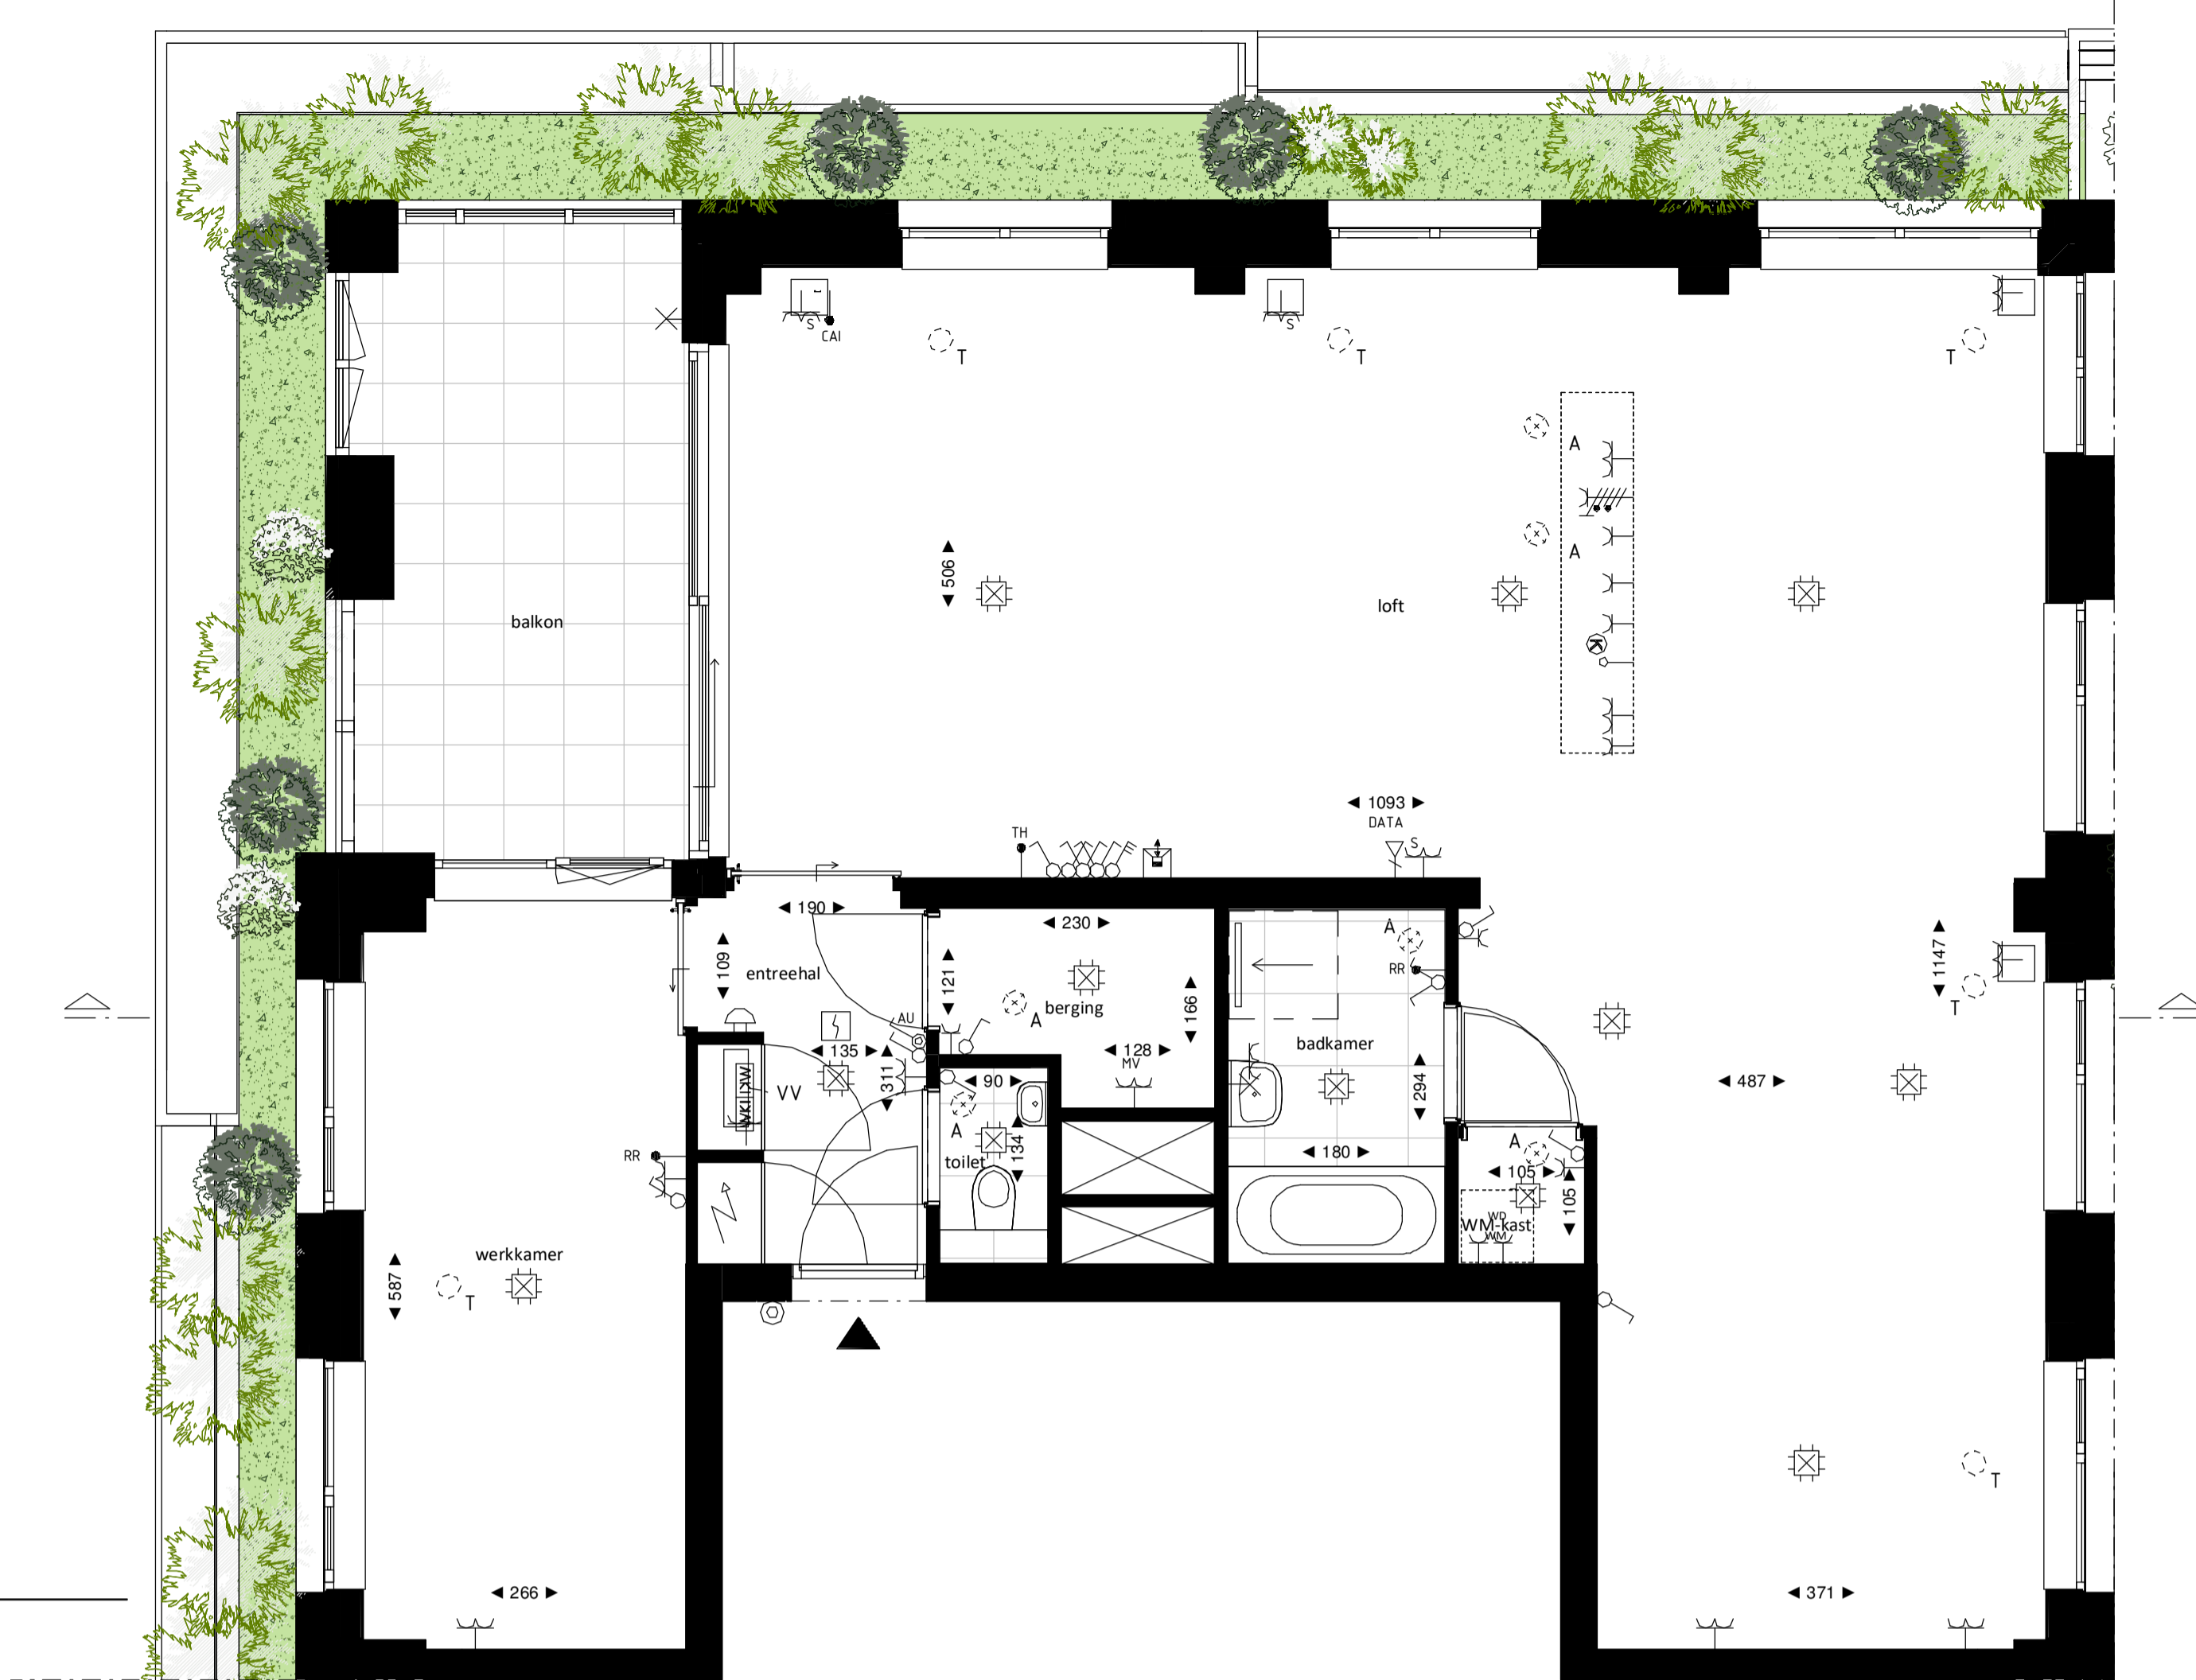 S
CAI
S
T
T
T
A
A
506
loft
K
balkon
1093
DATA
S
TH
190
230
A
RR
109
entreehal
121
berging
A
166
1147
T
AU
135
311
128
MV
badkamer
294
487
90
WKI
VV
A
toilet
134
180
A
105
105
RR
WD
WM-kast
WM
werkkamer
587
T
T
266
371